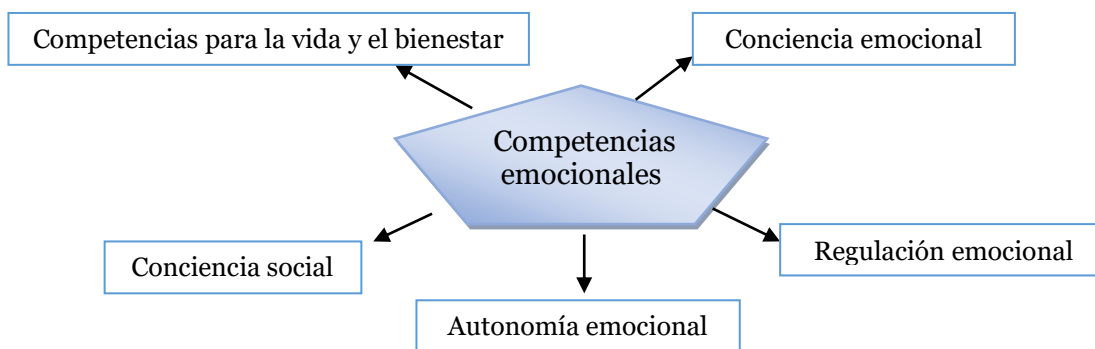 Competencias para la vida y el bienestar
Conciencia emocional
Competencias
emocionales
Conciencia social
Regulación emocional
Autonomía emocional